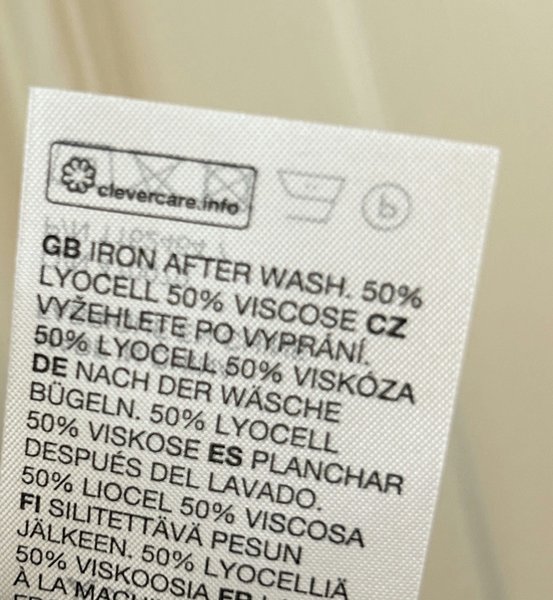 clevercare.info
GB IRON AFTER WASH. 50%
LYOCELL 50% VISCOSE CZ
VYŽEHLETE PO VYPRÁNÍ.
50% LYOCELL 50% VISKÓZA
DE NACH DER WÄSCHE
BÜGELN. 50% LYOCELL
50% VISKOSE ES PLANCHAR
DESPUÉS DEL LAVADO.
50% LIOCEL 50% VISCOSA
FI SILITETTÄVÄ PESUN
JÄLKEEN. 50% LYOCELLIÄ
50% VISKOOSIA FR
À LA